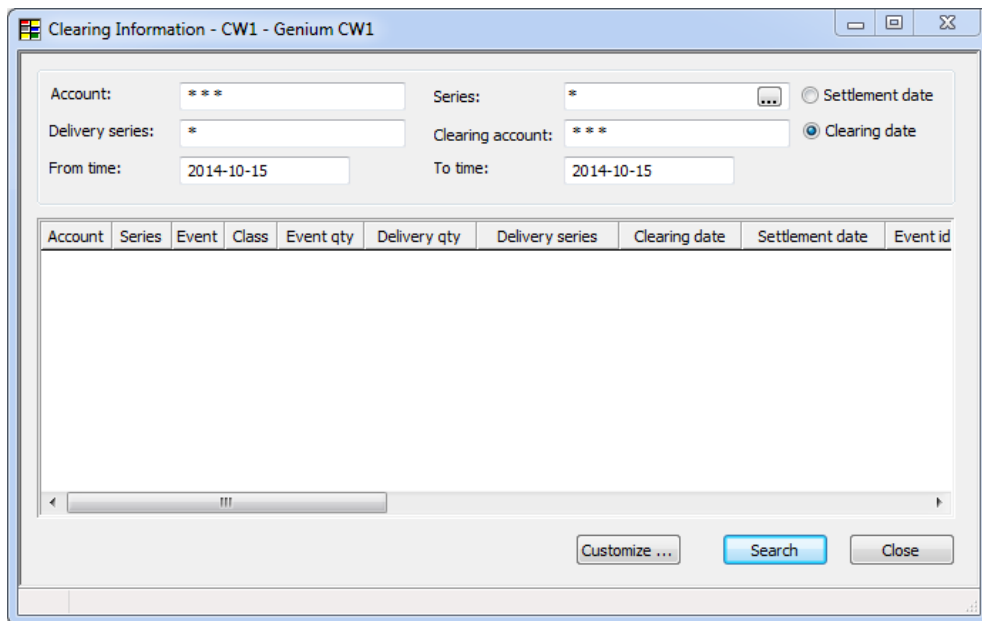 Clearing Information - CW1 - Genium CW1
Account: * * * Series: * ... Settlement date
Delivery series: * Clearing account: * * * Clearing date
From time: 2014-10-15 To time: 2014-10-15
Account Series Event Class Event qty Delivery qty Delivery series Clearing date Settlement date Event id
Customize ... Search Close